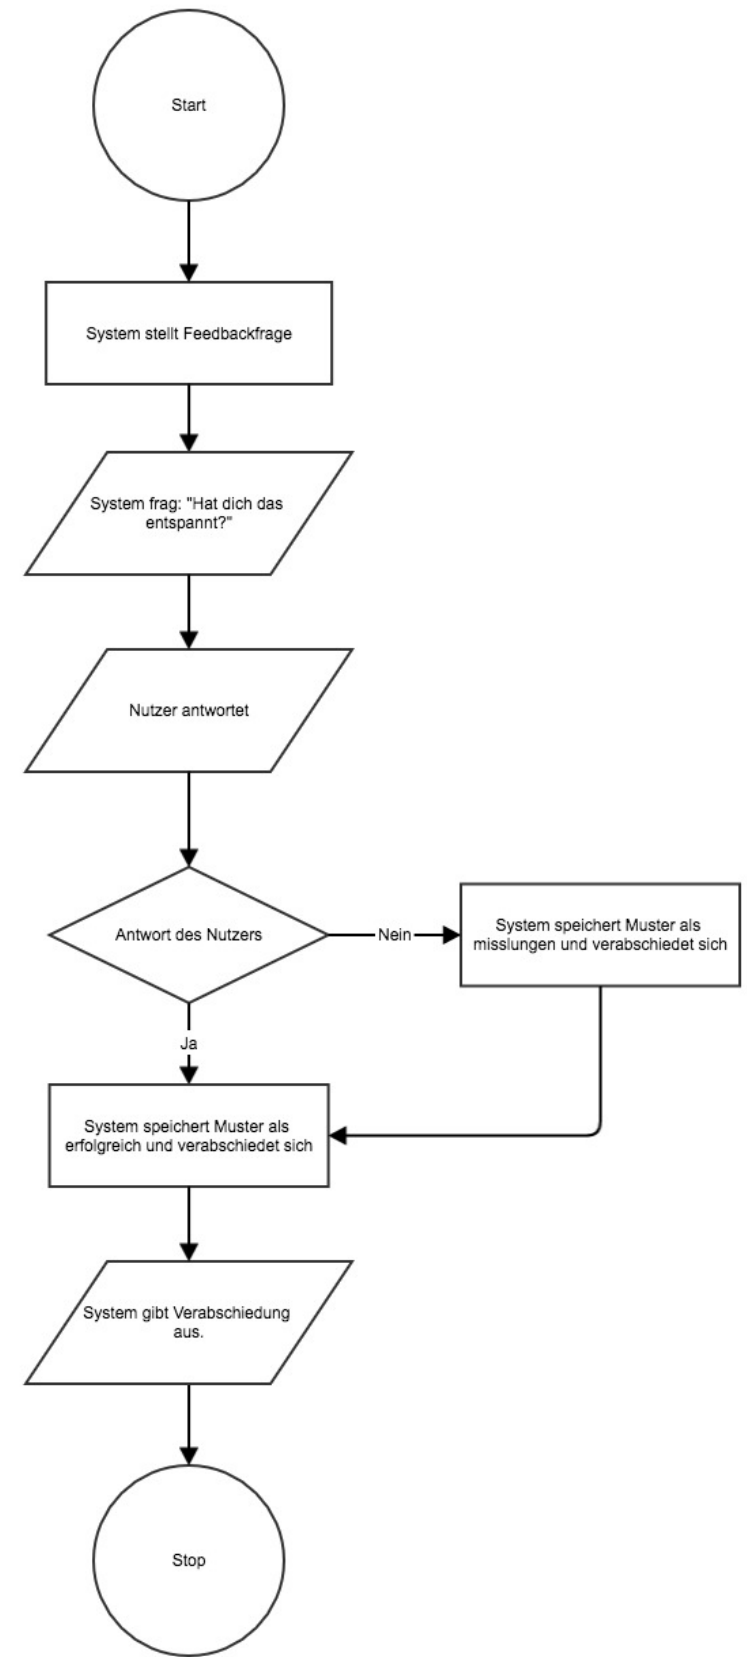 Start
System stellt Feedbackfrage
System frag: "Hat dich das
entspannt?"
Nutzer antwortet
Antwort des Nutzers
Nein
System speichert Muster als
misslungen und verabschiedet sich
Ja
System speichert Muster als
erfolgreich und verabschiedet sich
System gibt Verabschiedung
aus.
Stop